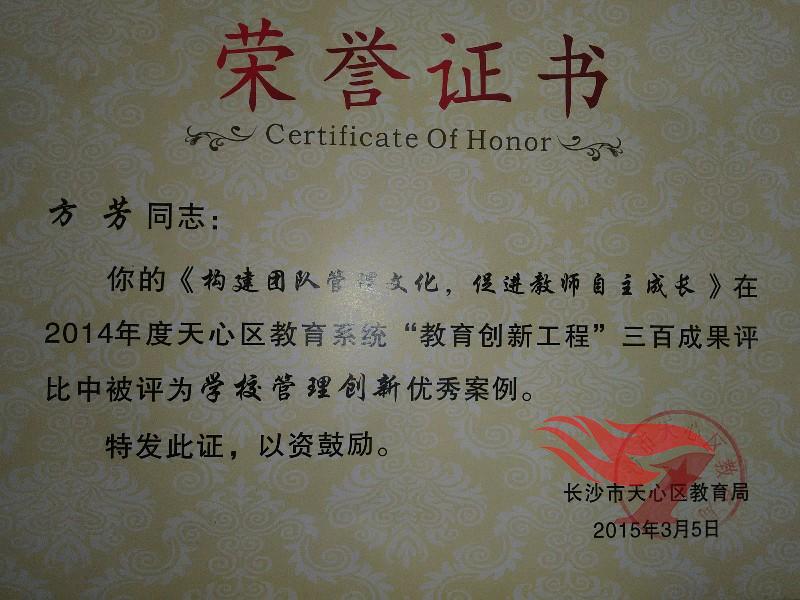 荣誉证书
Certificate Of Honor
方 芳 同志：
你的《构建团队管理文化，促进教师自主成长》在
2014年度天心区教育系统“教育创新工程”三百成果评
比中被评为学校管理创新优秀案例。
特发此证，以资鼓励。
市天心区教
长沙市天心区教育局
2015年3月5日